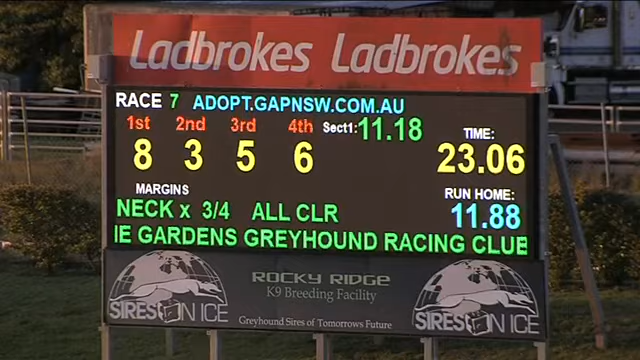 Ladbrokes Ladbrokes
RACE 7 ADOPT.GAPNSW.COM.AU
1st 2nd 3rd 4th Sect1: 11.18 TIME:
8 3 5 6 23.06
MARGINS RUN HOME:
NECK x 3/4 ALL CLR 11.88
IE GARDENS GREYHOUND RACING CLUB
ROCKY RIDGE
K9 Breeding Facility
SIRES ON ICE SIRES ON ICE
Greyhound Sires of Tomorrows Future